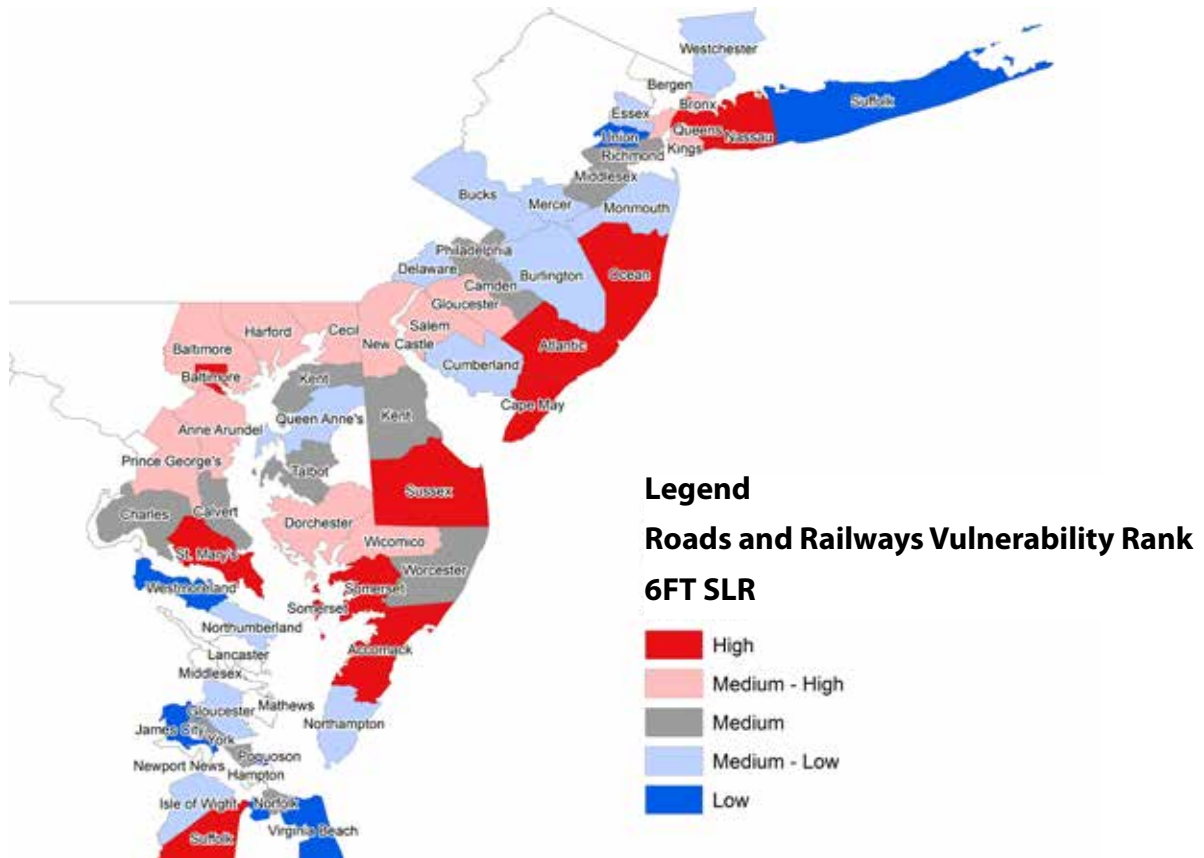 Westchester
Bergen
Bronx
Suffolk
Essex
Union
Queens
Nassau
Kings
Richmond
Middlesex
Bucks
Mercer
Monmouth
Philadelphia
Delaware
Burlington
Ocean
Camden
Gloucester
Salem
Harford
Cecil
New Castle
Baltimore
Atlantic
Cumberland
Baltimore
Kent
Cape May
Kent
Queen Anne's
Anne Arundel
Prince George's
Talbot
Sussex
Charles
Calvert
Dorchester
Wicomico
St. Mary's
Worcester
Westmoreland
Somerset
Somerset
Northumberland
Lancaster
Accomack
Middlesex
Mathews
Gloucester
Northampton
James City
York
Poquoson
Newport News
Hampton
Isle of Wight
Norfolk
Virginia Beach
Suffolk
Legend
Roads and Railways Vulnerability Rank
6FT SLR
High
Medium - High
Medium
Medium - Low
Low